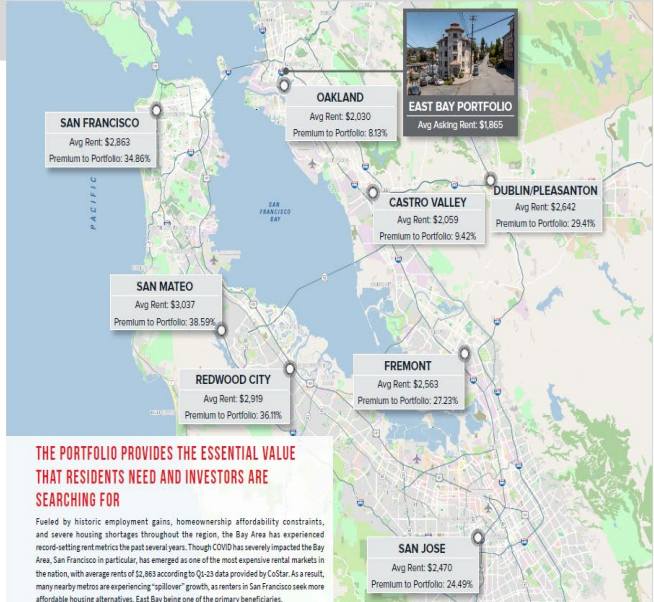 EAST BAY PORTFOLIO
Avg Asking Rent: $1,865
OAKLAND
Avg Rent: $2,030
Premium to Portfolio: 8.13%
SAN FRANCISCO
Avg Rent: $2,863
Premium to Portfolio: 34.86%
PACIFIC
SAN
FRANCISCO
BAY
CASTRO VALLEY
Avg Rent: $2,059
Premium to Portfolio: 9.42%
DUBLIN/PLEASANTON
Avg Rent: $2,642
Premium to Portfolio: 29.41%
SAN MATEO
Avg Rent: $3,037
Premium to Portfolio: 38.59%
REDWOOD CITY
Avg Rent: $2,919
Premium to Portfolio: 36.11%
FREMONT
Avg Rent: $2,563
Premium to Portfolio: 27.23%
THE PORTFOLIO PROVIDES THE ESSENTIAL VALUE
THAT RESIDENTS NEED AND INVESTORS ARE
SEARCHING FOR
Fueled by historic employment gains, homeownership affordability constraints,
and severe housing shortages throughout the region, the Bay Area has experienced
record-setting rent metrics the past several years. Though COVID has severely impacted the Bay
Area, San Francisco in particular, has emerged as one of the most expensive rental markets in
the nation, with average rents of $2,863 according to Q1-23 data provided by CoStar. As a result,
many nearby metros are experiencing "spillover" growth, as renters in San Francisco seek more
affordable housing alternatives, East Bay being one of the primary beneficiaries.
SAN JOSE
Avg Rent: $2,470
Premium to Portfolio: 24.49%